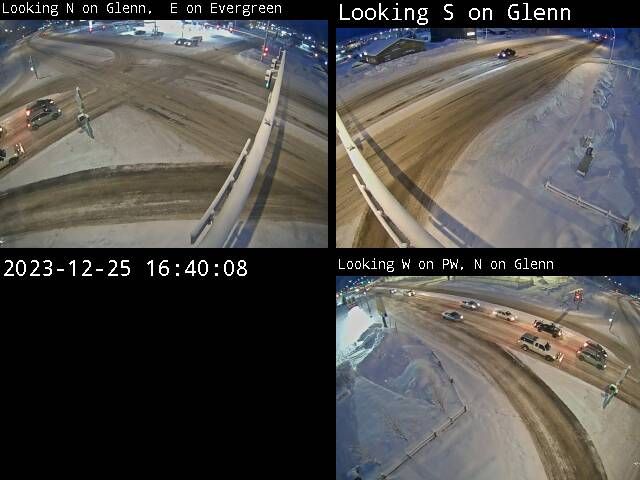 Looking N on Glenn,  E on Evergreen
Looking S on Glenn
2023-12-25 16:40:08
Looking W on PW, N on Glenn